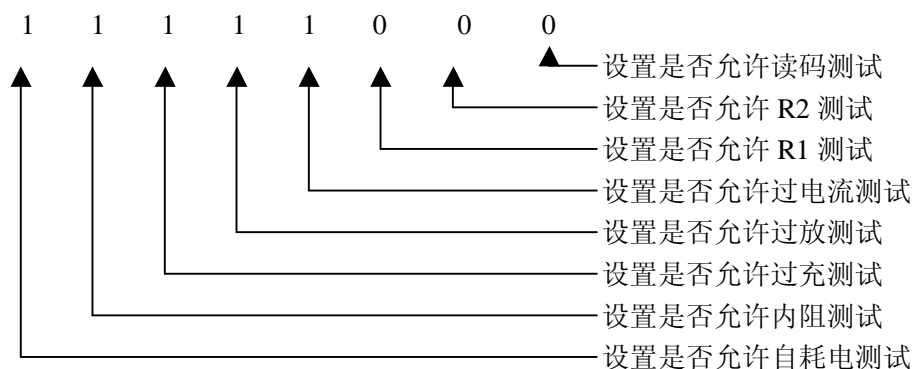 1 1 1 1 1 0 0 0
设置是否允许读码测试
设置是否允许 R2 测试
设置是否允许 R1 测试
设置是否允许过电流测试
设置是否允许过放测试
设置是否允许过充测试
设置是否允许内阻测试
设置是否允许自耗电测试